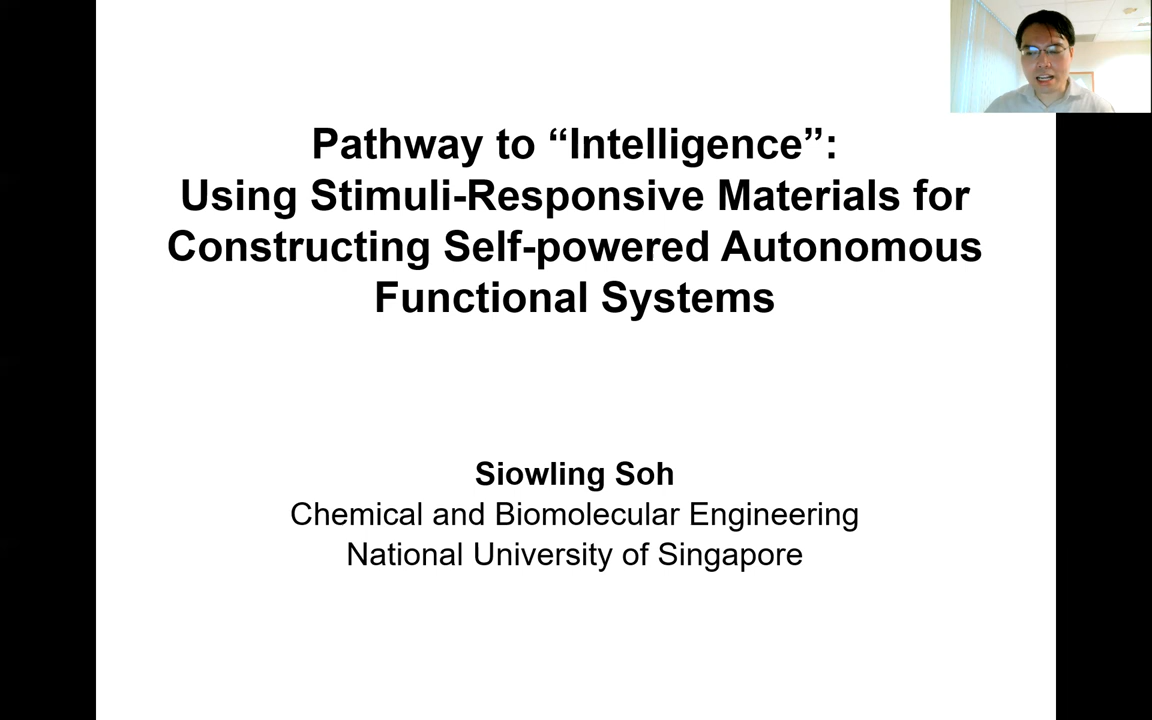 Pathway to “Intelligence”:
Using Stimuli-Responsive Materials for
Constructing Self-powered Autonomous
Functional Systems
Siowling Soh
Chemical and Biomolecular Engineering
National University of Singapore